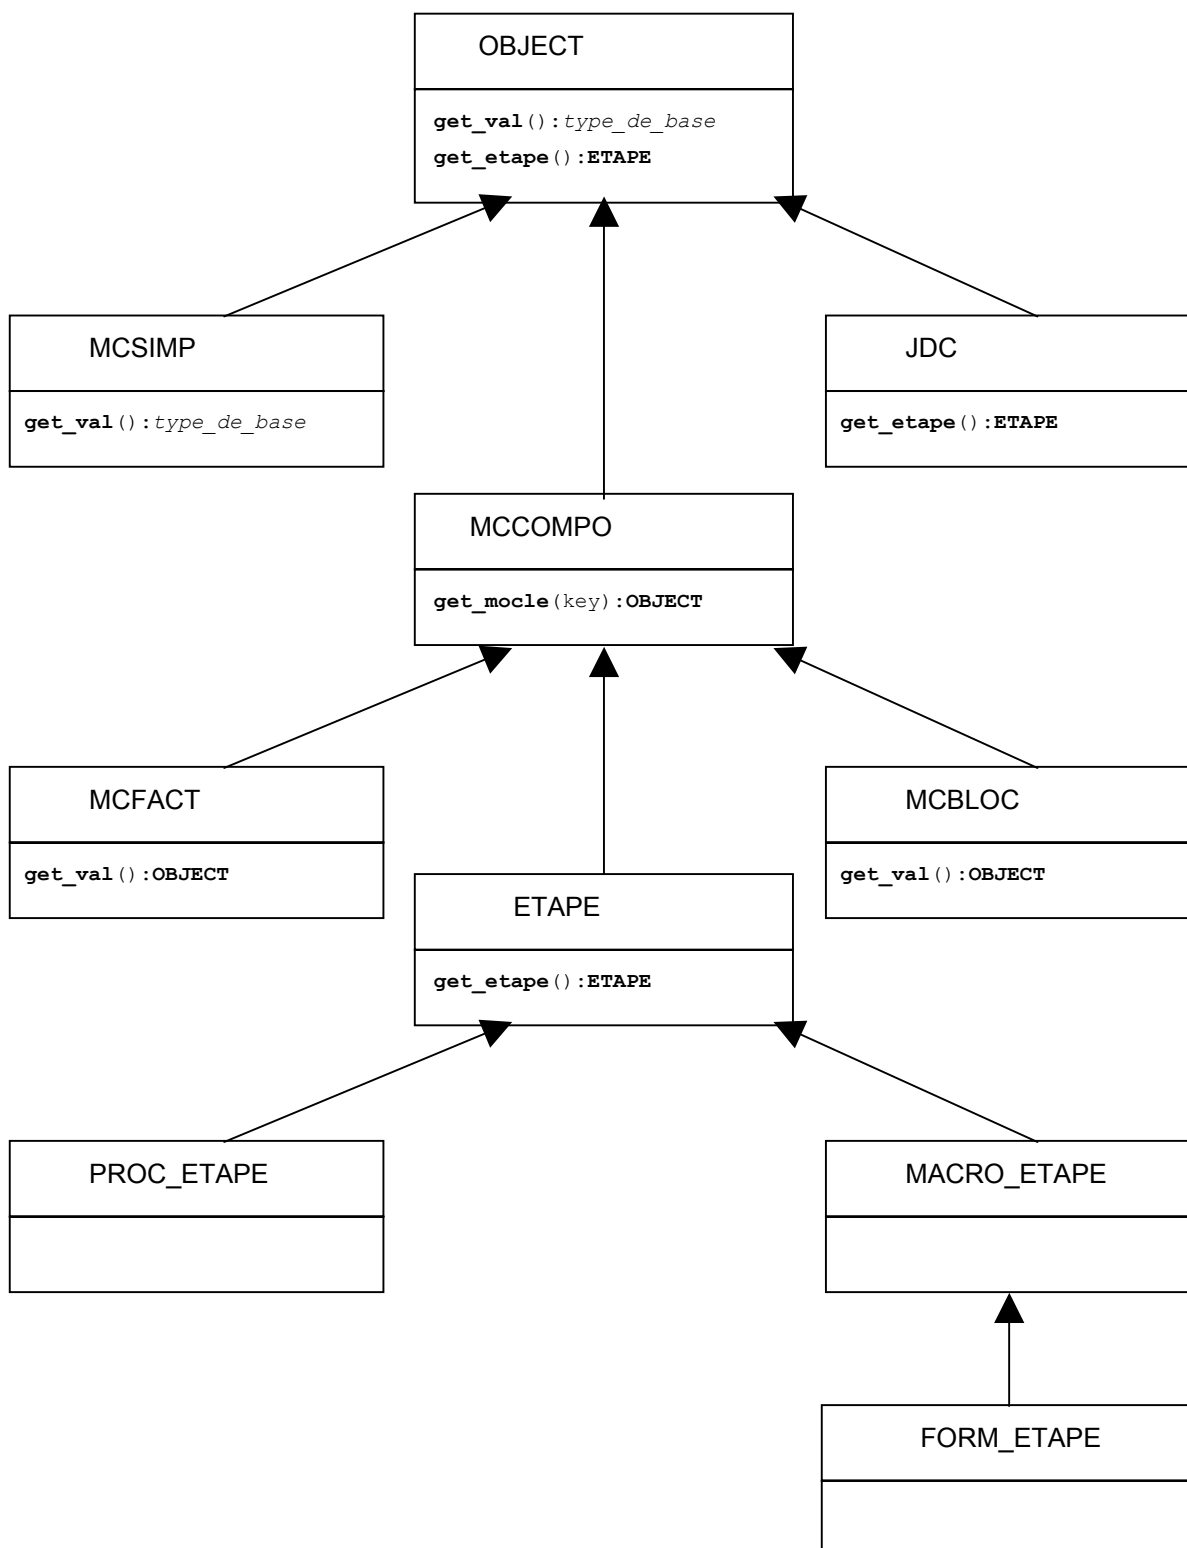 OBJECT
get_val():type_de_base
get_etape():ETAPE
MCSIMP
get_val():type_de_base
JDC
get_etape():ETAPE
MCCOMPO
get_mocle(key):OBJECT
MCFACT
get_val():OBJECT
MCBLOC
get_val():OBJECT
ETAPE
get_etape():ETAPE
PROC_ETAPE
MACRO_ETAPE
FORM_ETAPE